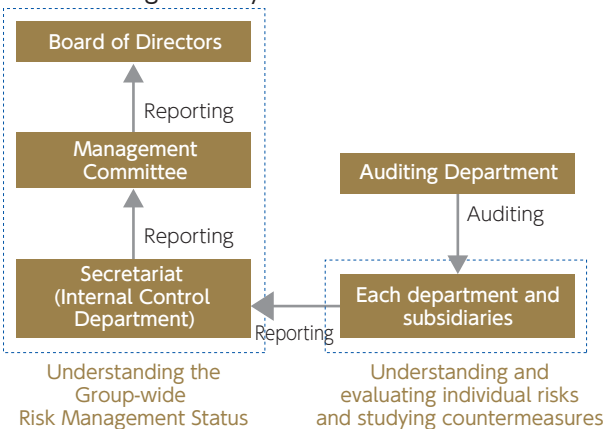 Board of Directors
Reporting
Management
Committee
Reporting
Secretariat
(Internal Control
Department)
Understanding the
Group-wide
Risk Management Status
Auditing Department
Auditing
Each department and
subsidiaries
Reporting
Understanding and
evaluating individual risks
and studying countermeasures